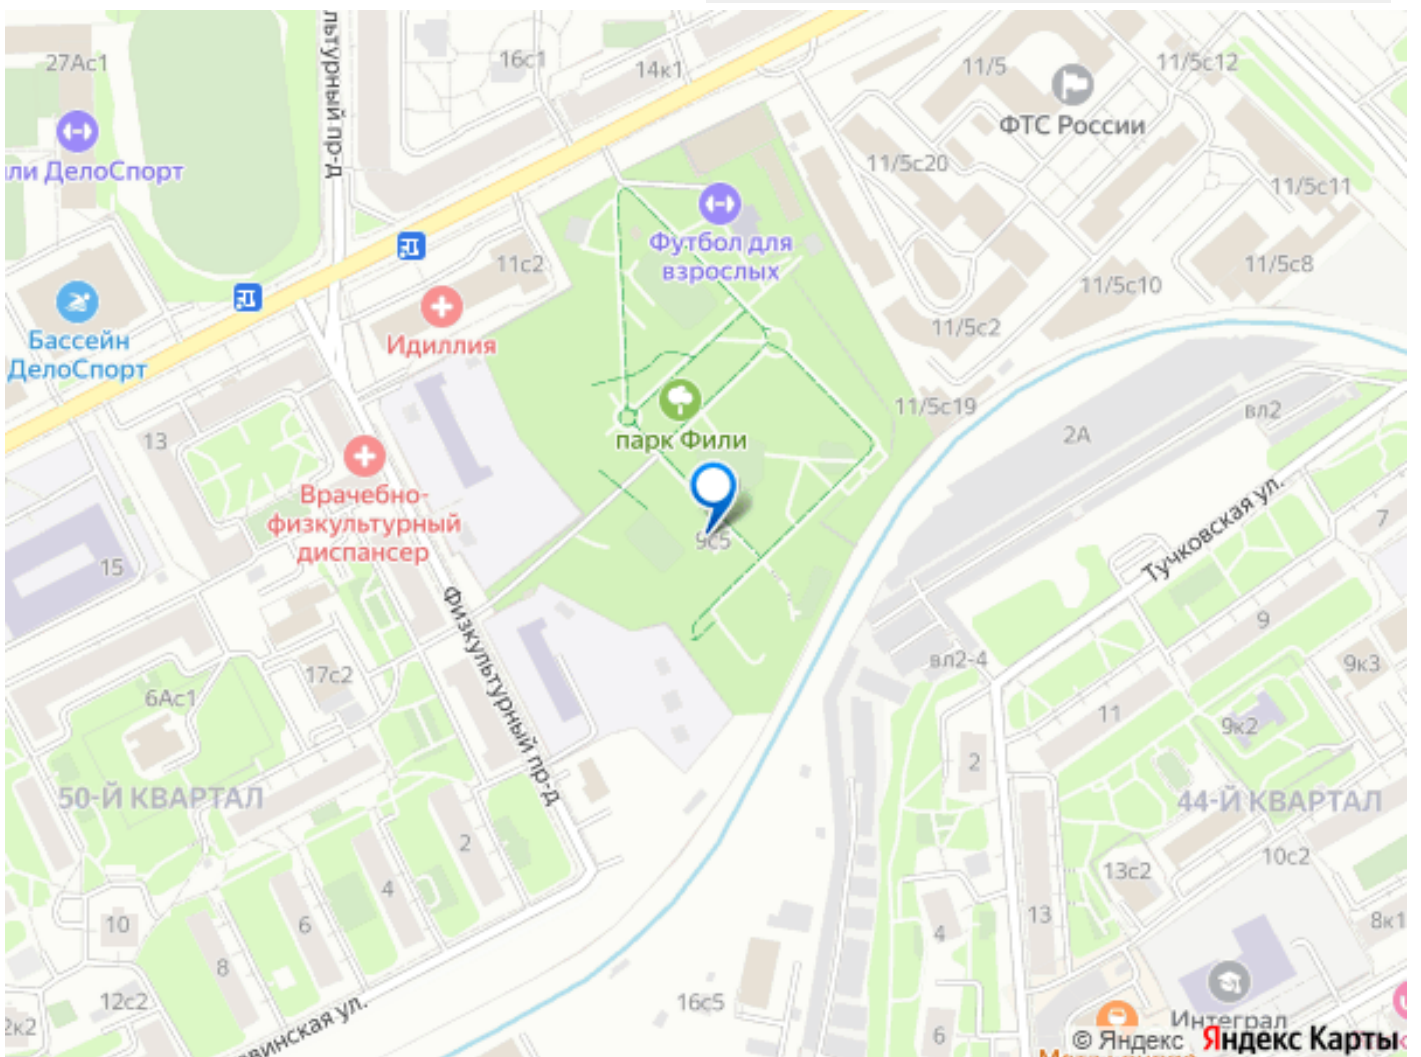 27Ас1
ли ДелоСпорт
льтурный пр-д
16с1
14к1
11/5
11/5с12
ФТС России
11/5с20
11/5с11
Футбол для
взрослых
11с2
11/5с8
11/5с10
11/5с2
Бассейн
ДелоСпорт
Идиллия
парк Фили
11/5с19
вл2
2А
13
Врачебно-
физкультурный
диспансер
9с5
Тучковская ул.
7
15
Физкультурный пр-д
9
вл2-4
9к3
17с2
6Ас1
11
9к2
2
50-Й КВАРТАЛ
44-Й КВАРТАЛ
2
10с2
13с2
4
6
10
13
4
8к1
8
12с2
16с5
2к2
винская ул.
6
Интеграл
© Яндекс
Яндекс Карты